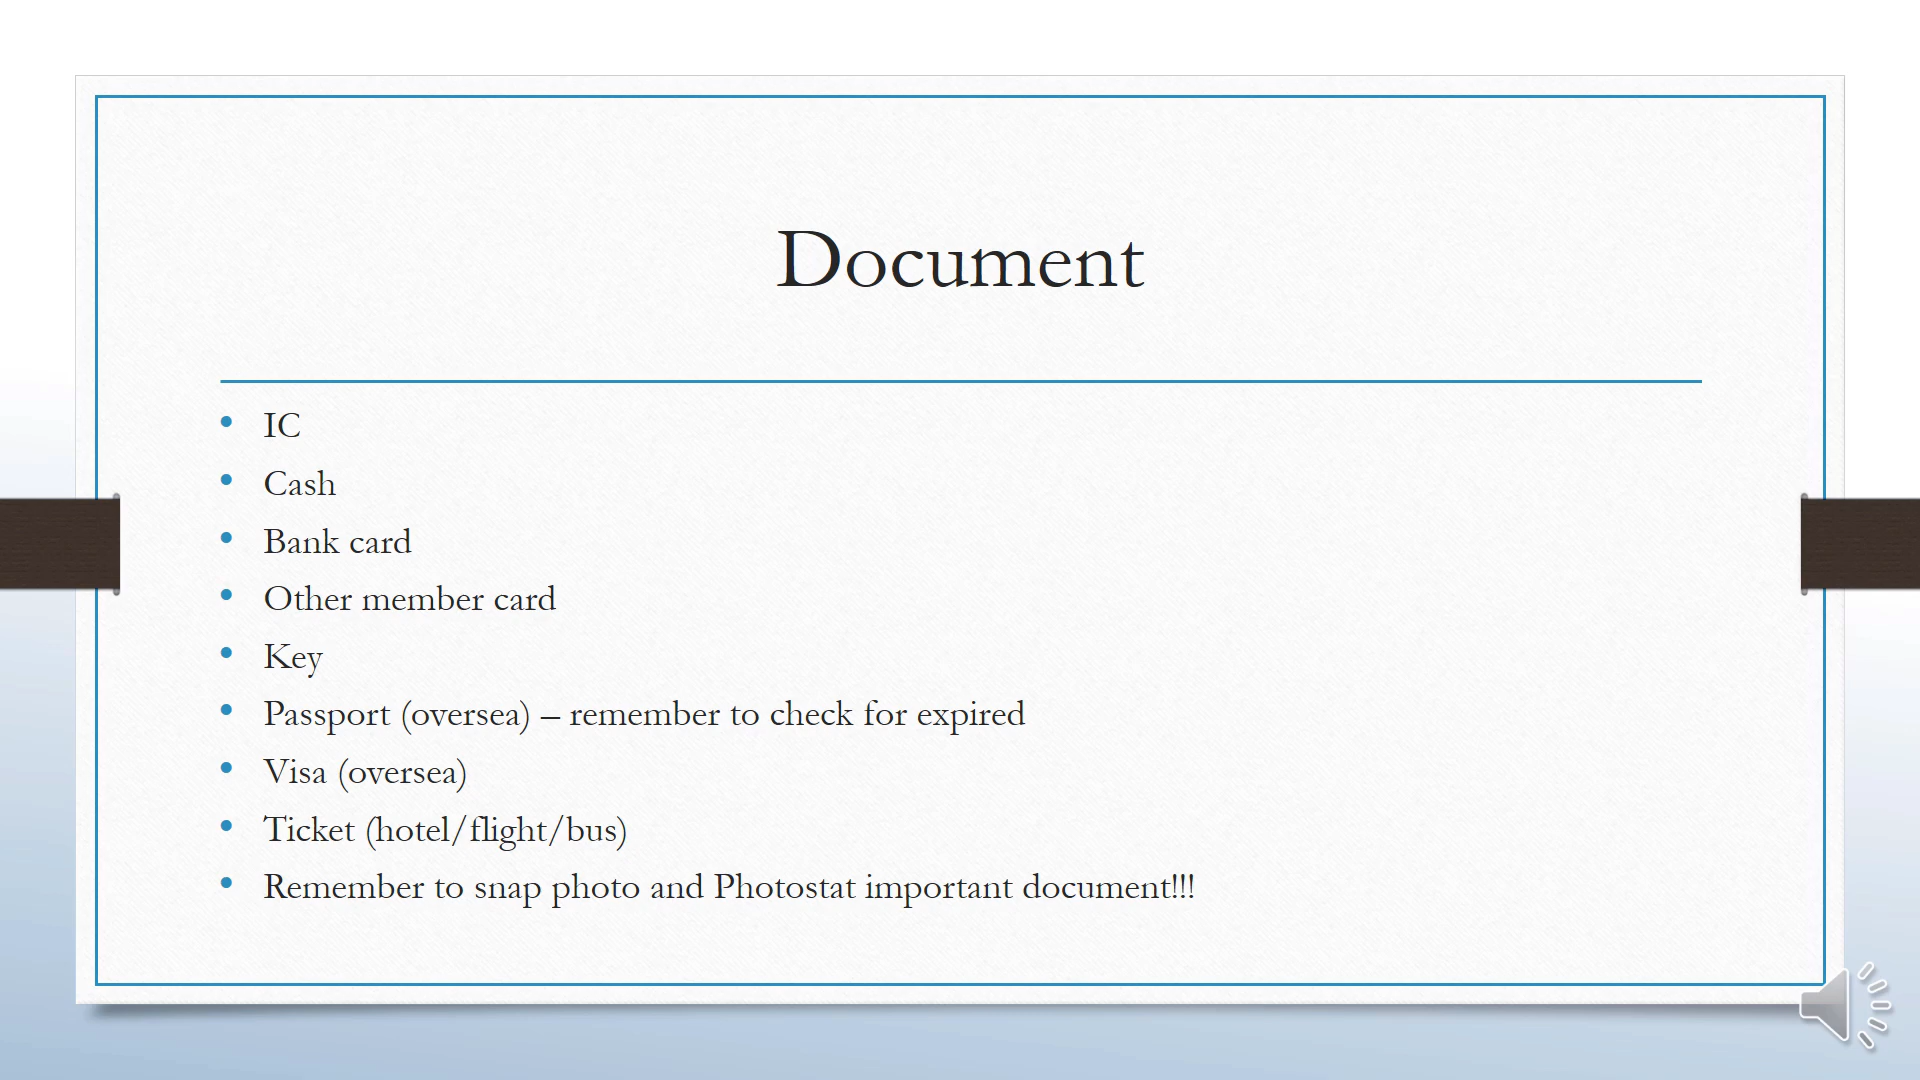 Document
IC
Cash
Bank card
Other member card
Key
Passport (oversea) – remember to check for expired
Visa (oversea)
Ticket (hotel/flight/bus)
Remember to snap photo and Photostat important document!!!